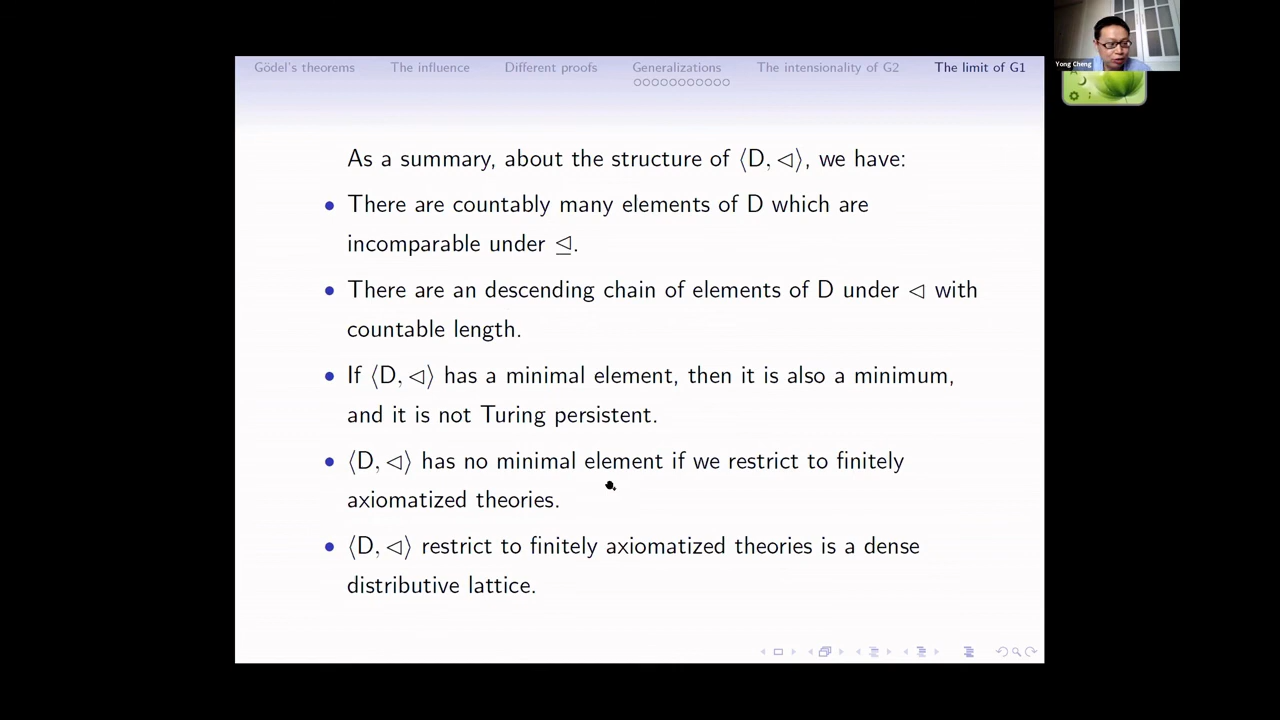 Gödel's theorems The influence Different proofs Generalizations The intensionality of G2 The limit of G1
Yong Cheng
As a summary, about the structure of ⟨D, ◁⟩, we have:
• There are countably many elements of D which are
incomparable under ⊴.
• There are an descending chain of elements of D under ◁ with
countable length.
• If ⟨D, ◁⟩ has a minimal element, then it is also a minimum,
and it is not Turing persistent.
• ⟨D, ◁⟩ has no minimal element if we restrict to finitely
axiomatized theories.
• ⟨D, ◁⟩ restrict to finitely axiomatized theories is a dense
distributive lattice.